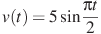 v(t) = 5 sin πt/2